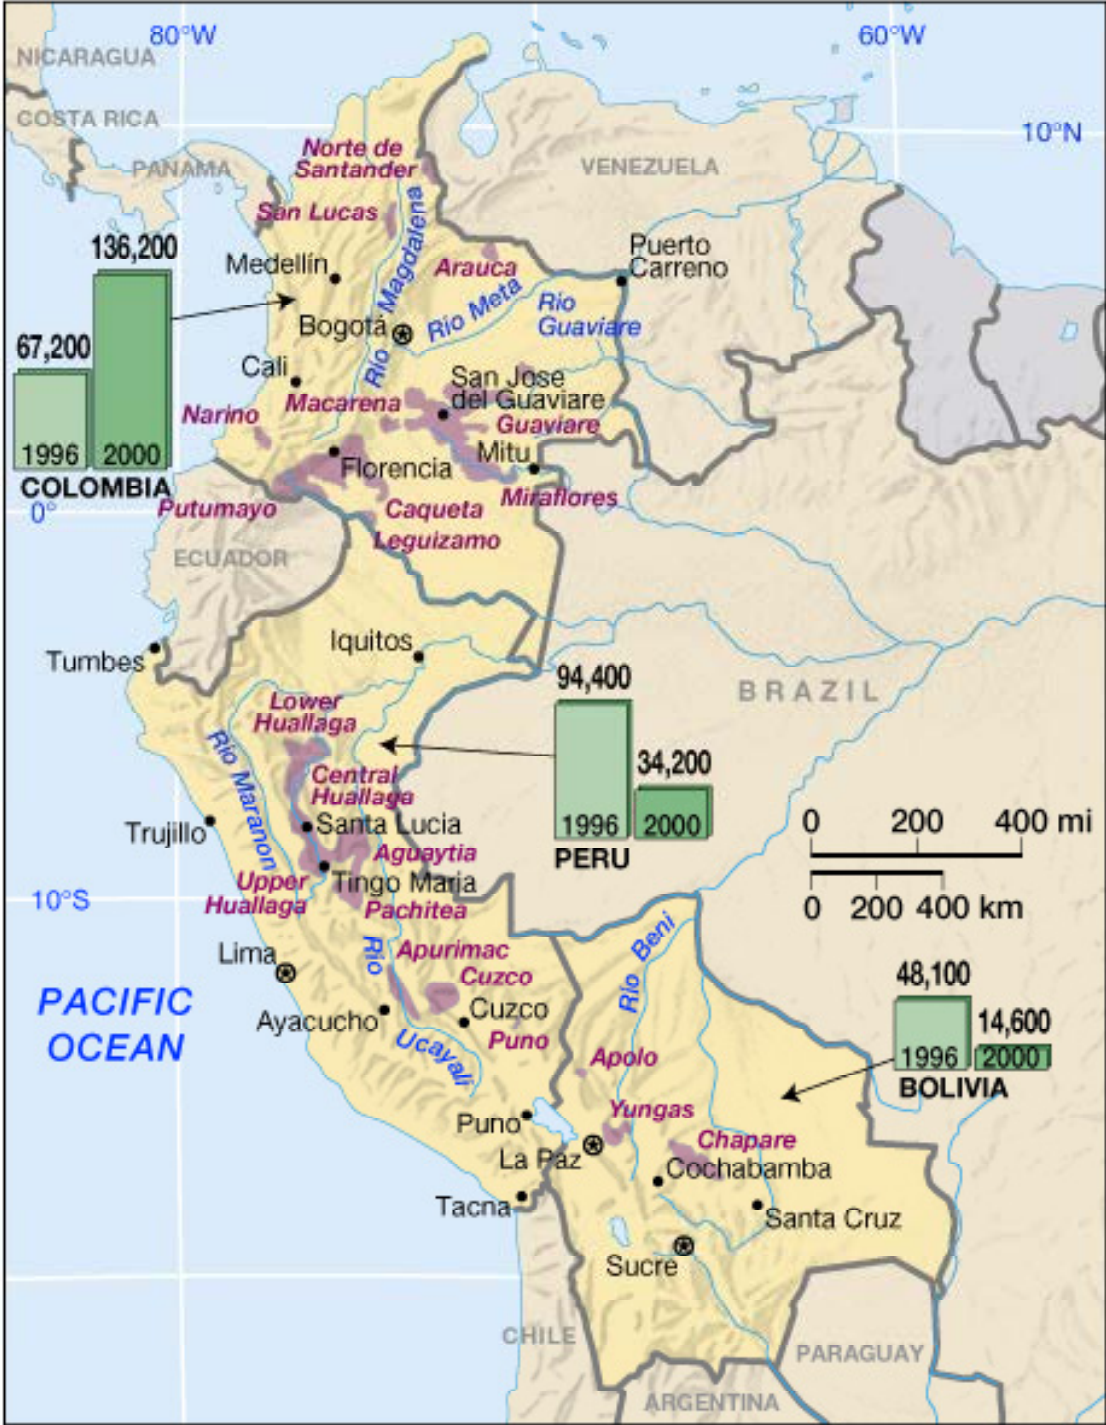 80°W
60°W
NICARAGUA
COSTA RICA
10°N
PANAMA
VENEZUELA
Norte de
Santander
San Lucas
Rio Magdalena
136,200
Medellín
Arauca
Puerto
Carreno
Rio Meta
Rio
Guaviare
Bogotá
67,200
Cali
San Jose
del Guaviare
Narino
Macarena
Guaviare
1996
2000
COLOMBIA
Mitu
Florencia
Miraflores
Putumayo
Caqueta
0°
Leguizamo
ECUADOR
Iquitos
Tumbes
94,400
BRAZIL
Lower
Huallaga
Rio Maranon
34,200
Central
Huallaga
1996
2000
PERU
0 200 400 mi
Santa Lucia
Trujillo
Aguaytia
Upper
Huallaga
Tingo Maria
Pachitea
10°S
0 200 400 km
Lima
Rio
Ucayali
Apurimac
Cuzco
Rio Beni
48,100
PACIFIC
OCEAN
Ayacucho
Cuzco
14,600
Puno
Apolo
1996
2000
BOLIVIA
Yungas
Puno
La Paz
Chapare
Cochabamba
Tacna
Santa Cruz
Sucre
CHILE
PARAGUAY
ARGENTINA